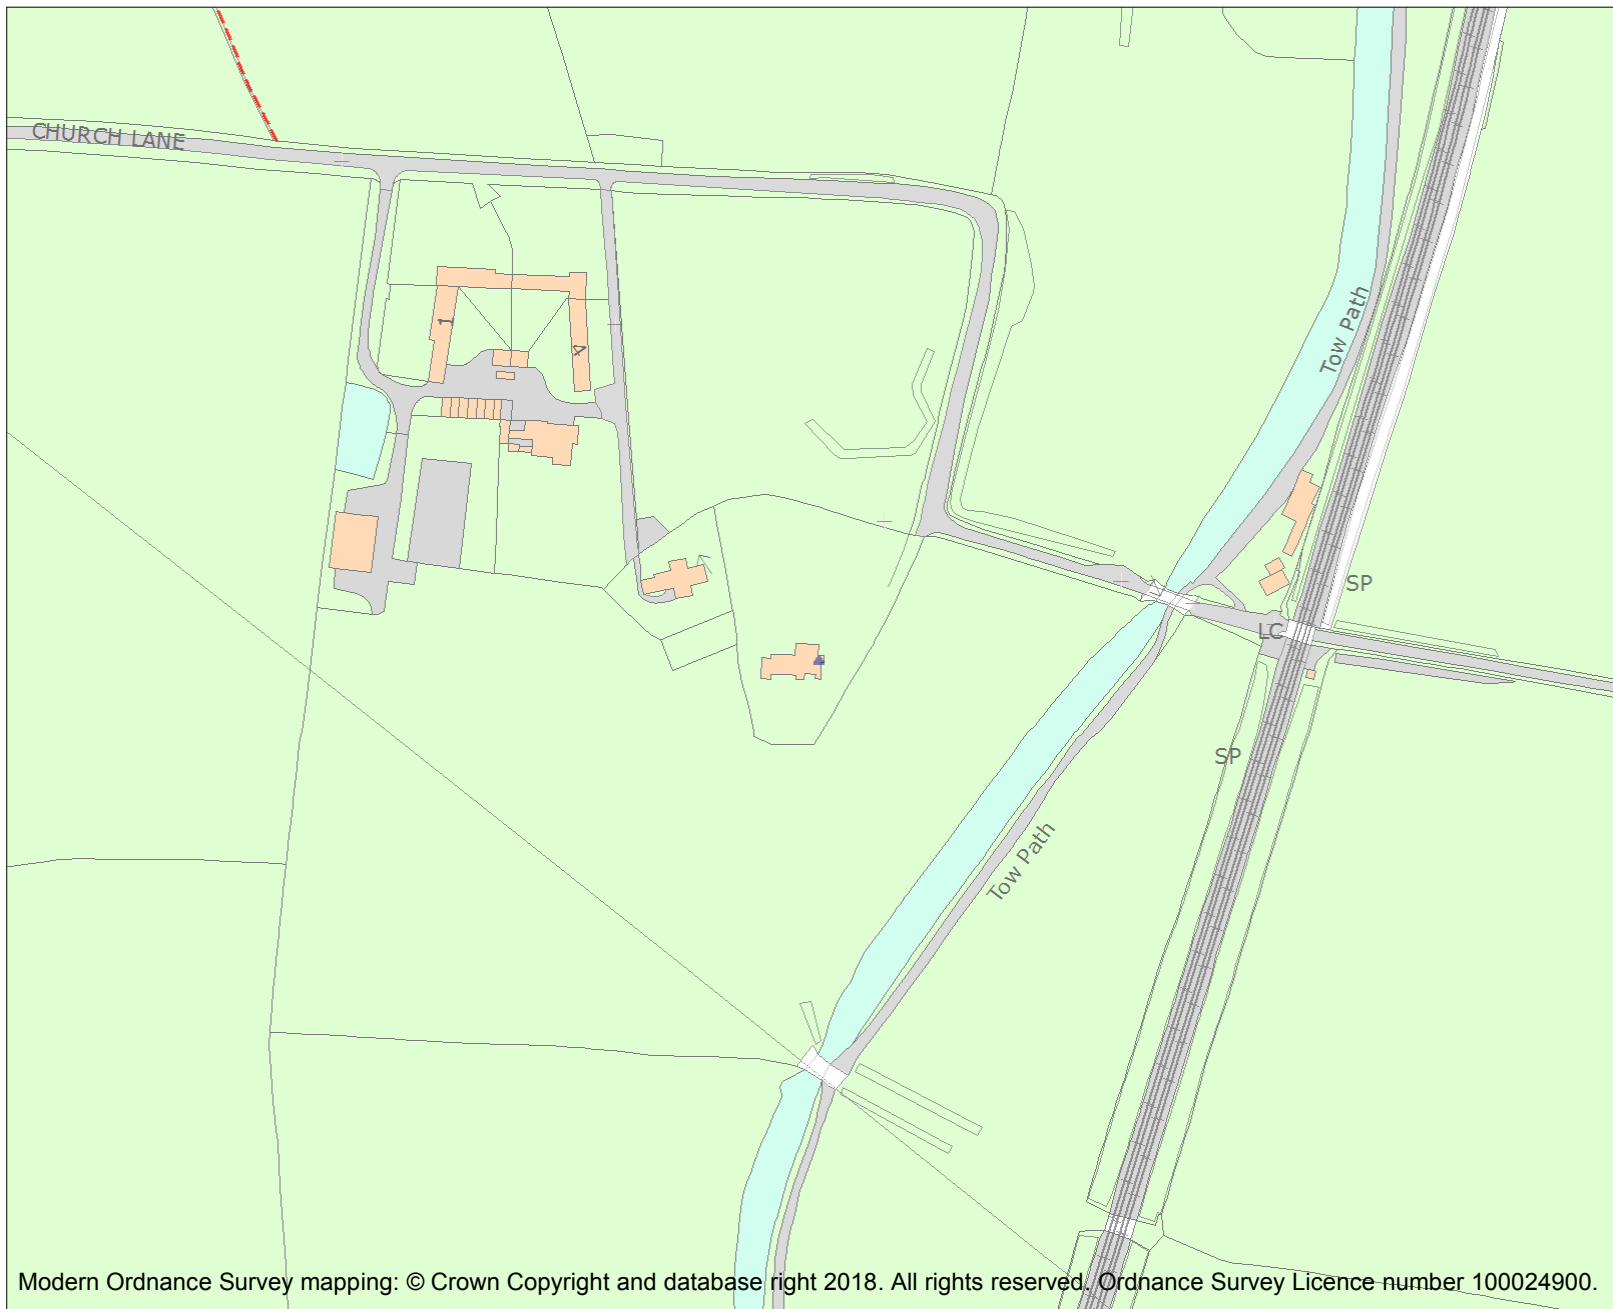 CHURCH LANE
Tow Path
1
4
SP
LC
SP
Tow Path
Modern Ordnance Survey mapping: © Crown Copyright and database right 2018. All rights reserved. Ordnance Survey Licence number 100024900.